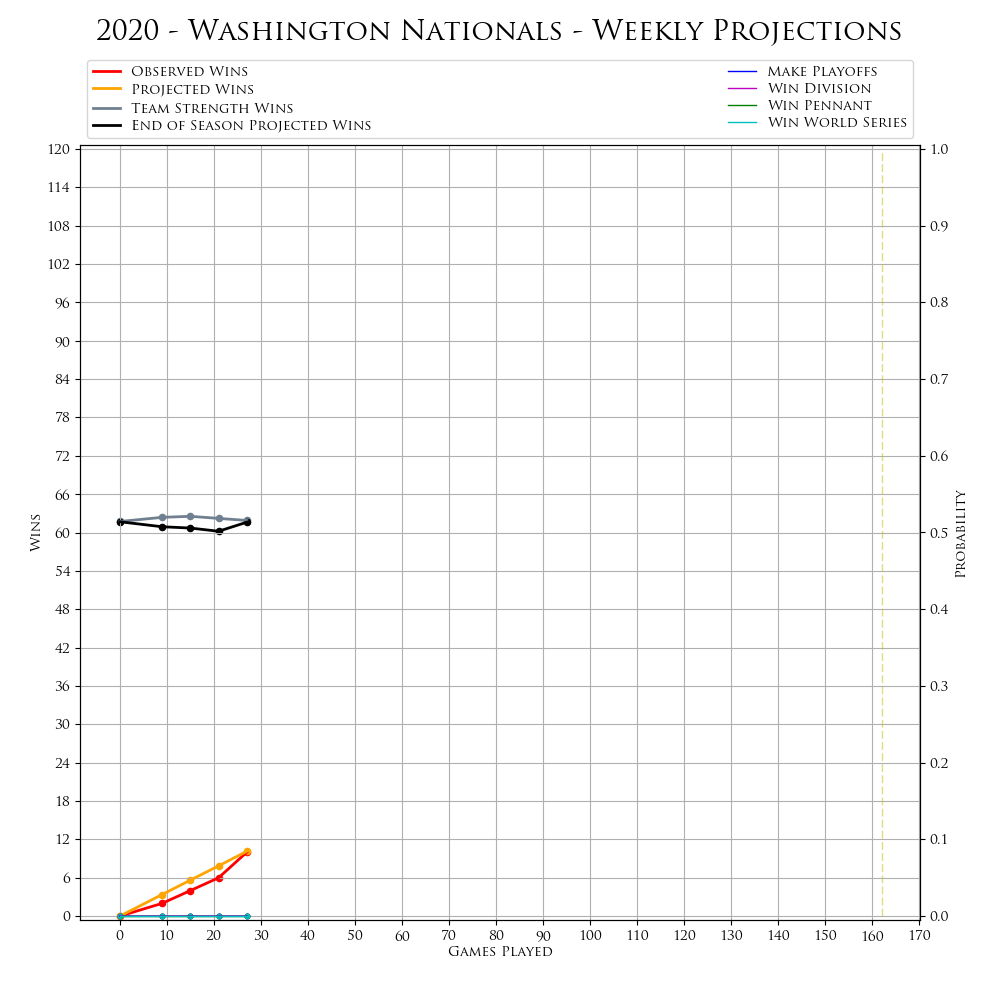 2020 - Washington Nationals - Weekly Projections
Observed Wins
Projected Wins
Team Strength Wins
End of Season Projected Wins
Make Playoffs
Win Division
Win Pennant
Win World Series
120
114
108
102
96
90
84
78
72
66
60
54
48
42
36
30
24
18
12
6
0
Wins
1.0
0.9
0.8
0.7
0.6
0.5
0.4
0.3
0.2
0.1
0.0
Probability
0 10 20 30 40 50 60 70 80 90 100 110 120 130 140 150 160 170
Games Played